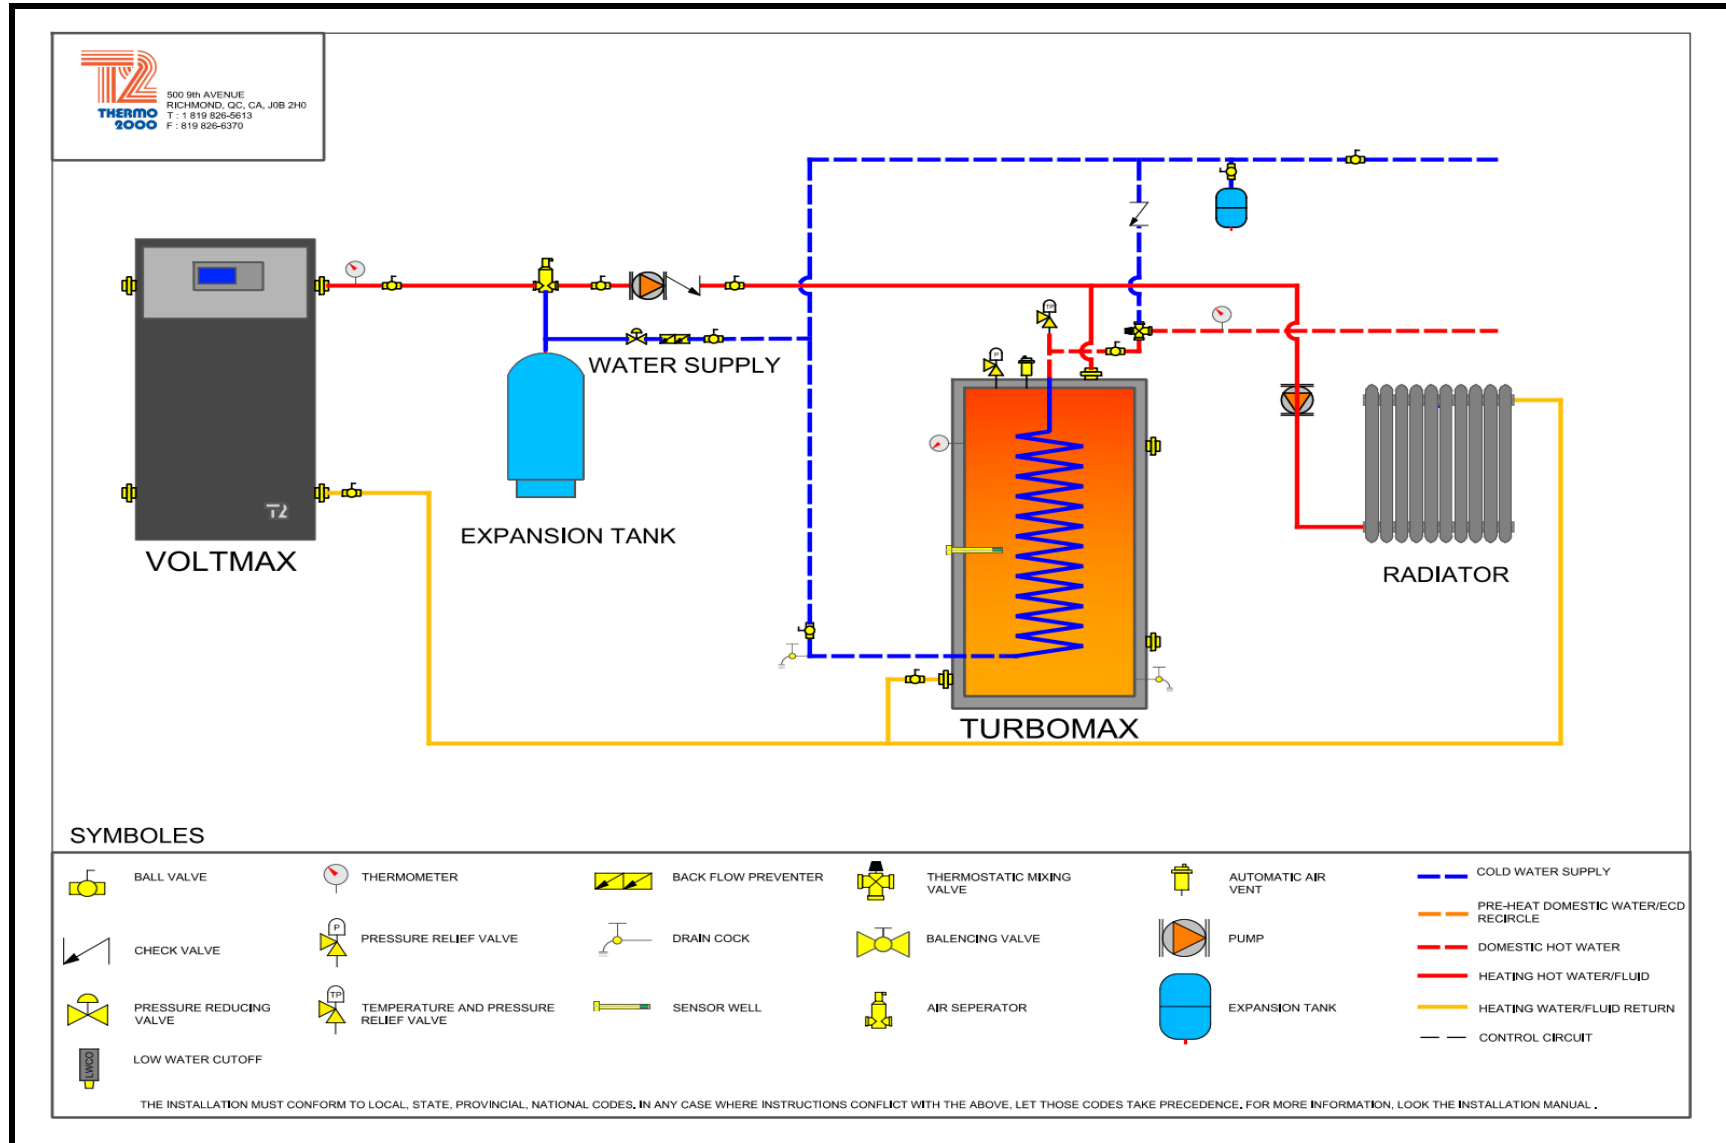 T2
THERMO
2000
500 9th AVENUE
RICHMOND, QC, CA, J0B 2H0
T : 1 819 826-5613
F : 819 826-6370
TP
WATER SUPPLY
P
T2
EXPANSION TANK
VOLTMAX
RADIATOR
TURBOMAX
SYMBOLES
BALL VALVE
THERMOMETER
BACK FLOW PREVENTER
THERMOSTATIC MIXING
VALVE
AUTOMATIC AIR
VENT
COLD WATER SUPPLY
PRE-HEAT DOMESTIC WATER/ECD
RECIRCLE
CHECK VALVE
P
PRESSURE RELIEF VALVE
DRAIN COCK
BALENCING VALVE
PUMP
DOMESTIC HOT WATER
HEATING HOT WATER/FLUID
PRESSURE REDUCING
VALVE
TP
TEMPERATURE AND PRESSURE
RELIEF VALVE
SENSOR WELL
AIR SEPERATOR
EXPANSION TANK
HEATING WATER/FLUID RETURN
CONTROL CIRCUIT
LWCO
LOW WATER CUTOFF
THE INSTALLATION MUST CONFORM TO LOCAL, STATE, PROVINCIAL, NATIONAL CODES. IN ANY CASE WHERE INSTRUCTIONS CONFLICT WITH THE ABOVE, LET THOSE CODES TAKE PRECEDENCE. FOR MORE INFORMATION, LOOK THE INSTALLATION MANUAL .